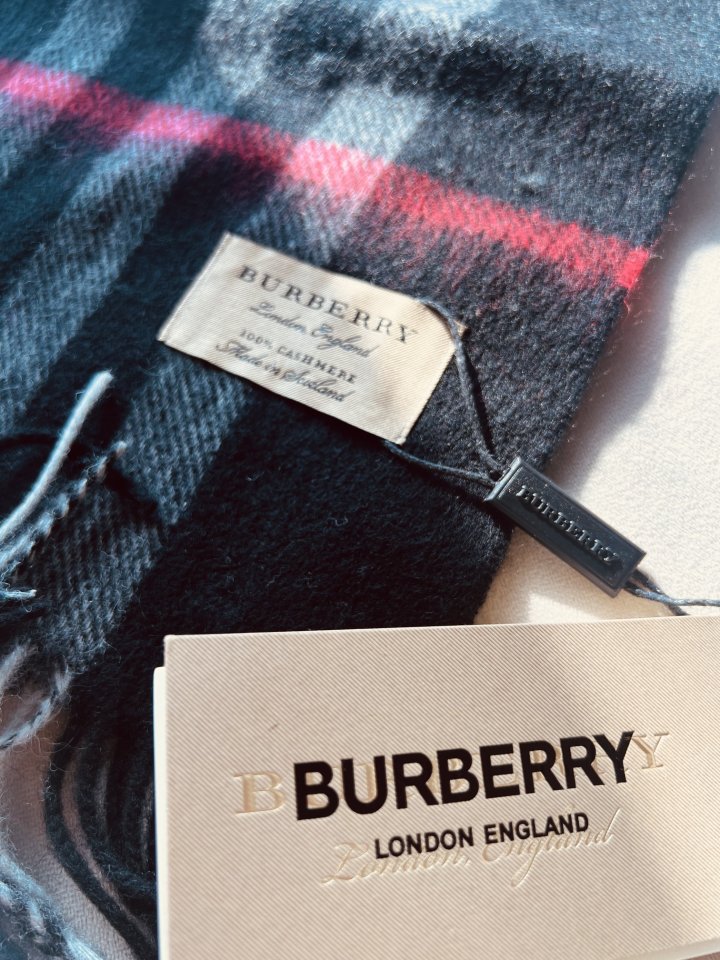 BURBERRY
London, England
100% CASHMERE
Made in Scotland
BURBERRY
BURBERRY
BURBERRY
LONDON ENGLAND
London, England